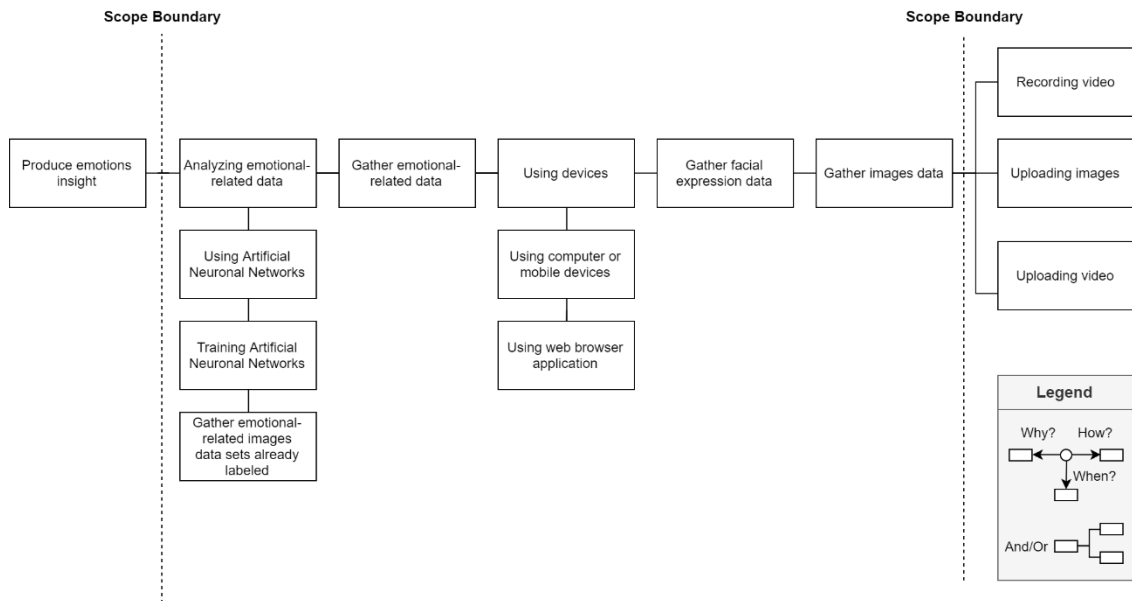 Scope Boundary
Scope Boundary
Recording video
Produce emotions
insight
Analyzing emotional-
related data
Gather emotional-
related data
Using devices
Gather facial
expression data
Gather images data
Uploading images
Using Artificial
Neuronal Networks
Using computer or
mobile devices
Uploading video
Training Artificial
Neuronal Networks
Using web browser
application
Gather emotional-
related images
data sets already
labeled
Legend
Why?
How?
When?
And/Or